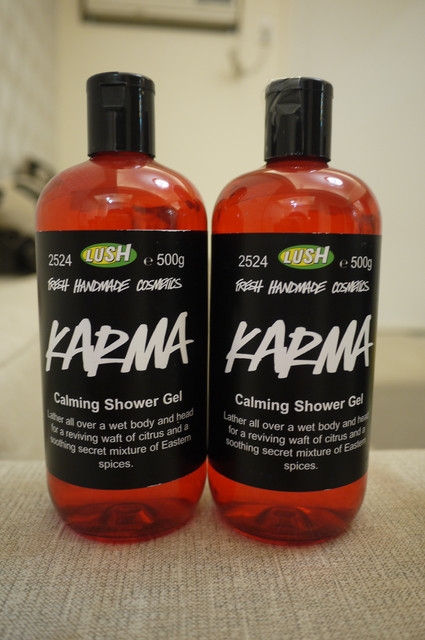 2524 LUSH e 500g
FRESH HANDMADE COSMETICS
KARMA
Calming Shower Gel
Lather all over a wet body and head
for a reviving waft of citrus and a
soothing secret mixture of Eastern
spices.
2524 LUSH e 500g
FRESH HANDMADE COSMETICS
KARMA
Calming Shower Gel
Lather all over a wet body and head
for a reviving waft of citrus and a
soothing secret mixture of Eastern
spices.